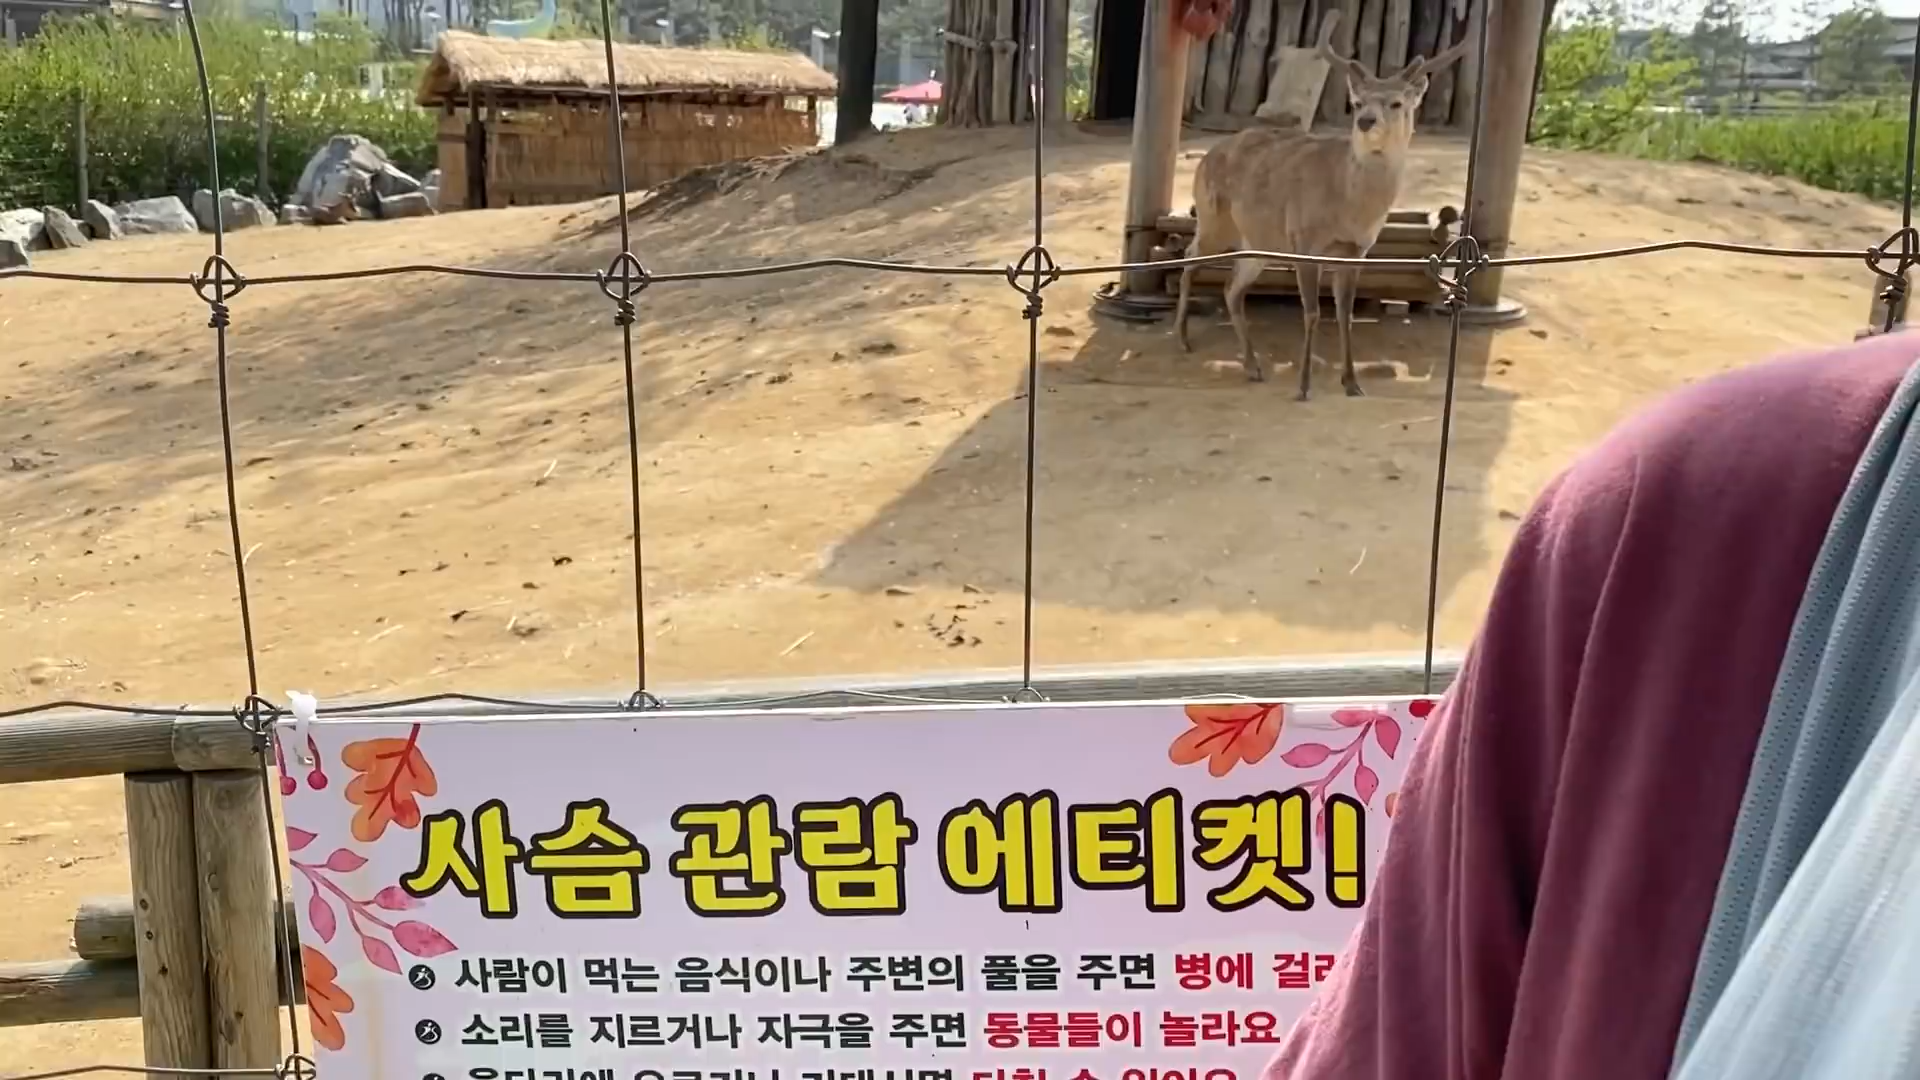 사슴 관람 에티켓!
사람이 먹는 음식이나 주변의 풀을 주면 병에
소리를 지르거나 자극을 주면 동물들이 놀라요